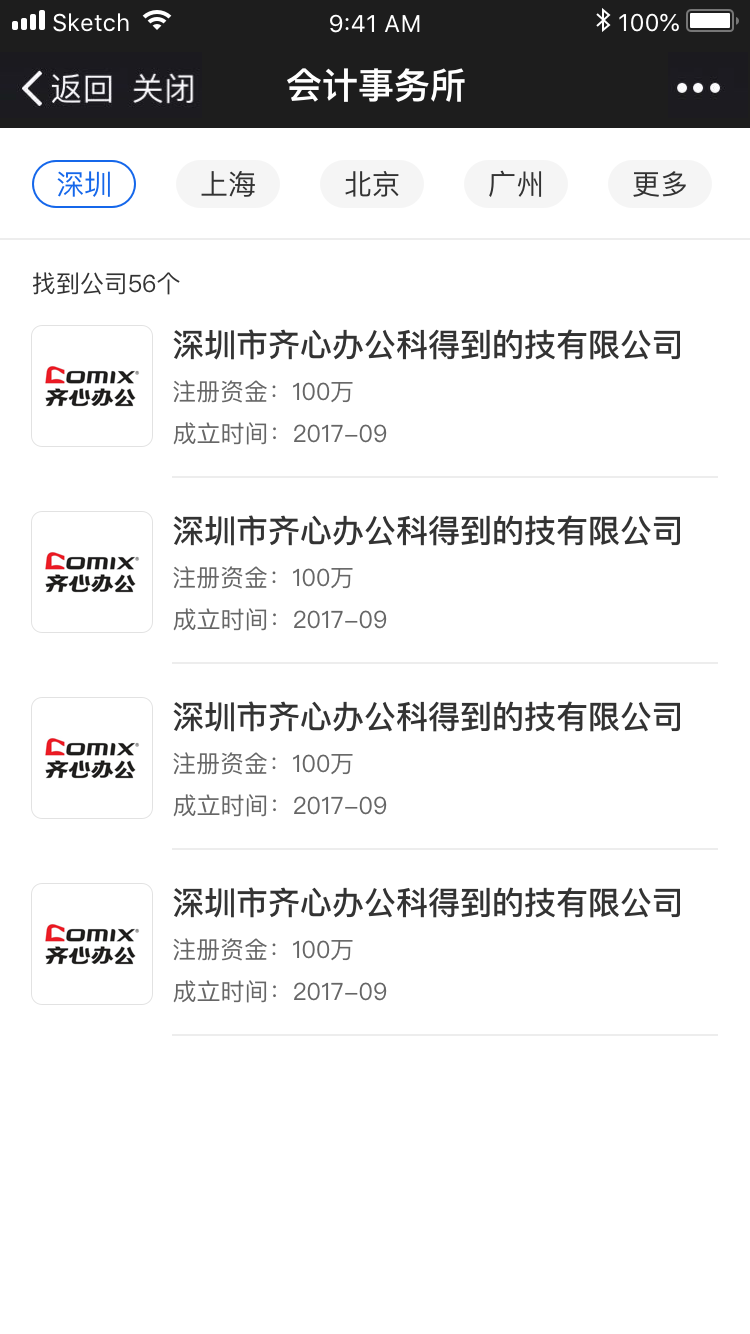 Sketch 9:41 AM 100%
返回 关闭 会计事务所
深圳 上海 北京 广州 更多
找到公司56个
COMIX
齐心办公
深圳市齐心办公科得到的技有限公司
注册资金：100万
成立时间：2017-09
COMIX
齐心办公
深圳市齐心办公科得到的技有限公司
注册资金：100万
成立时间：2017-09
COMIX
齐心办公
深圳市齐心办公科得到的技有限公司
注册资金：100万
成立时间：2017-09
COMIX
齐心办公
深圳市齐心办公科得到的技有限公司
注册资金：100万
成立时间：2017-09